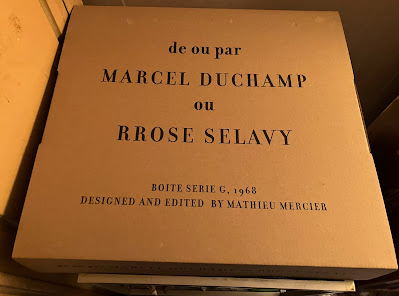 de ou par
MARCEL DUCHAMP
ou
RROSE SELAVY
BOITE SERIE G, 1968
DESIGNED AND EDITED BY MATHIEU MERCIER